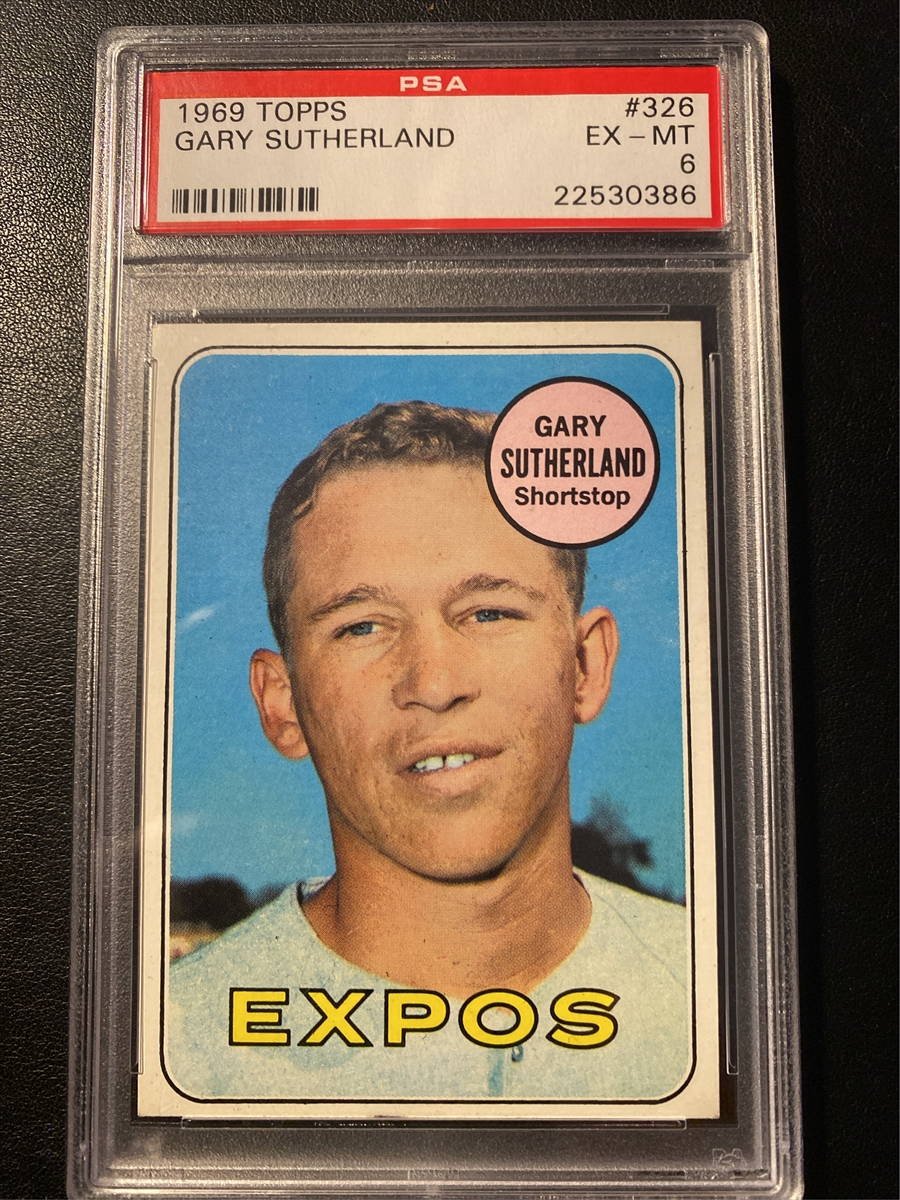 PSA
1969 TOPPS #326
GARY SUTHERLAND EX-MT
6
22530386
GARY
SUTHERLAND
Shortstop
EXPOS